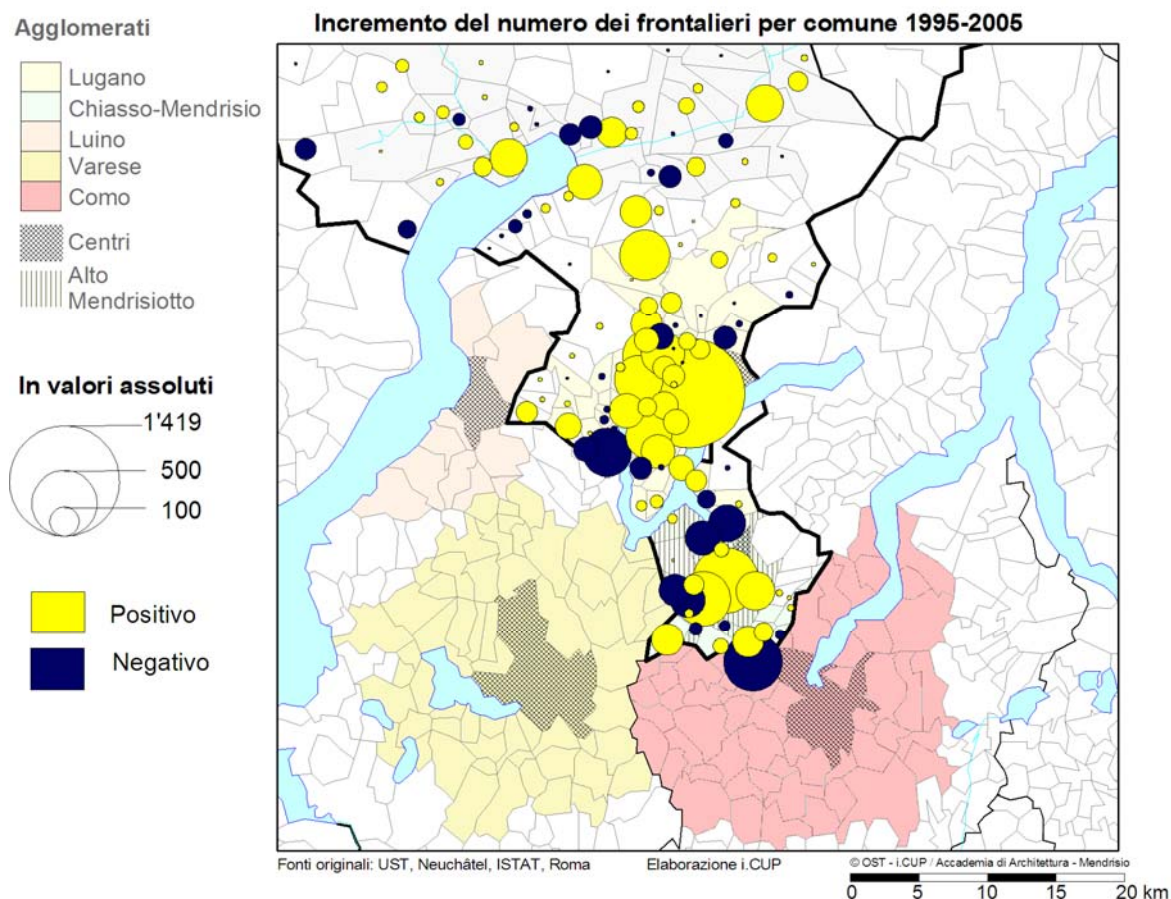 Incremento del numero dei frontalieri per comune 1995-2005
Agglomerati
Lugano
Chiasso-Mendrisio
Luino
Varese
Como
Centri
Alto
Mendrisiotto
In valori assoluti
1'419
500
100
Positivo
Negativo
Fonti originali: UST, Neuchâtel, ISTAT, Roma
Elaborazione i.CUP
© OST - i.CUP / Accademia di Architettura - Mendrisio
0 5 10 15 20 km